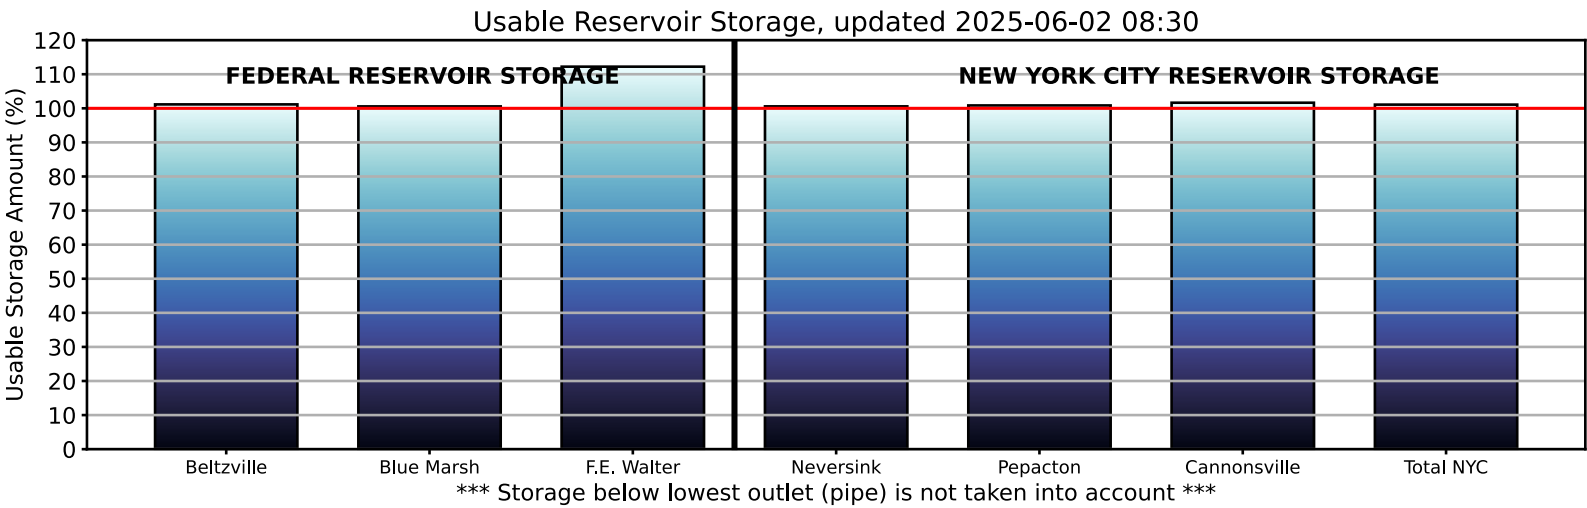 Usable Reservoir Storage, updated 2025-06-02 08:30
FEDERAL RESERVOIR STORAGE
NEW YORK CITY RESERVOIR STORAGE
Usable Storage Amount (%)
120
110
100
90
80
70
60
50
40
30
20
10
0
Beltzville
Blue Marsh
F.E. Walter
Neversink
Pepacton
Cannonsville
Total NYC
*** Storage below lowest outlet (pipe) is not taken into account ***